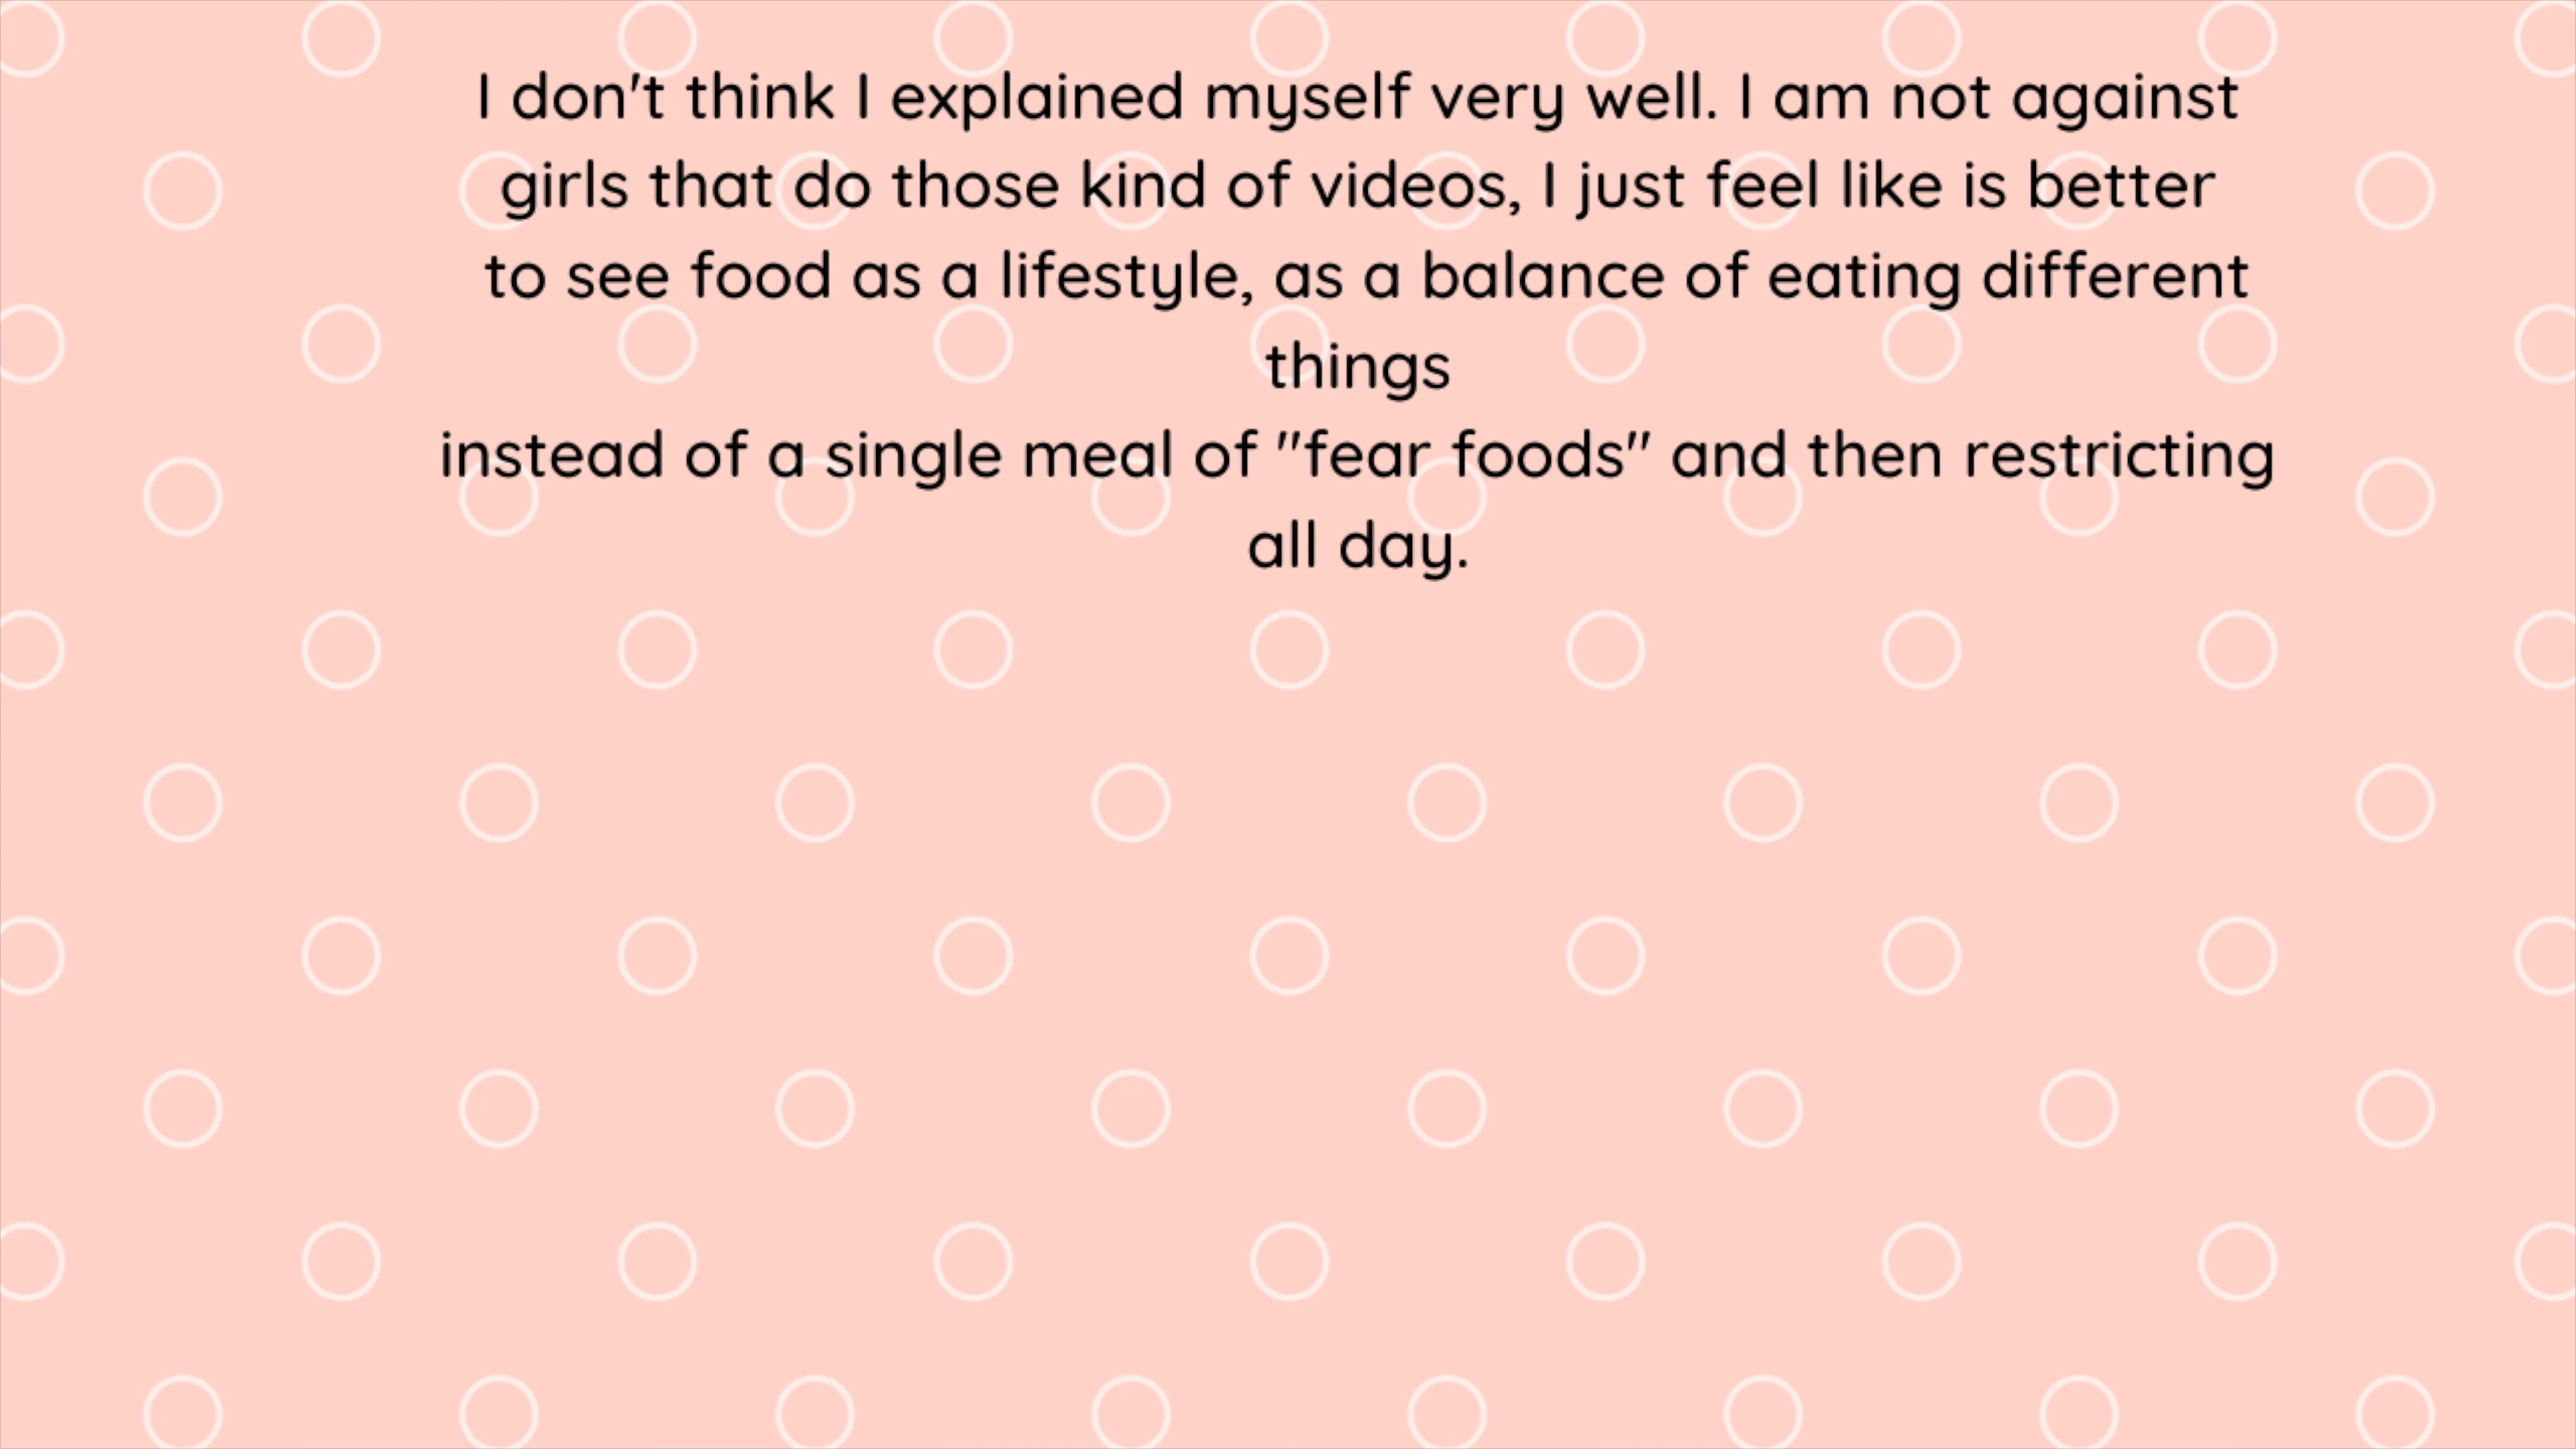 I don't think I explained myself very well. I am not against
girls that do those kind of videos, I just feel like is better
to see food as a lifestyle, as a balance of eating different
things
instead of a single meal of "fear foods" and then restricting
all day.